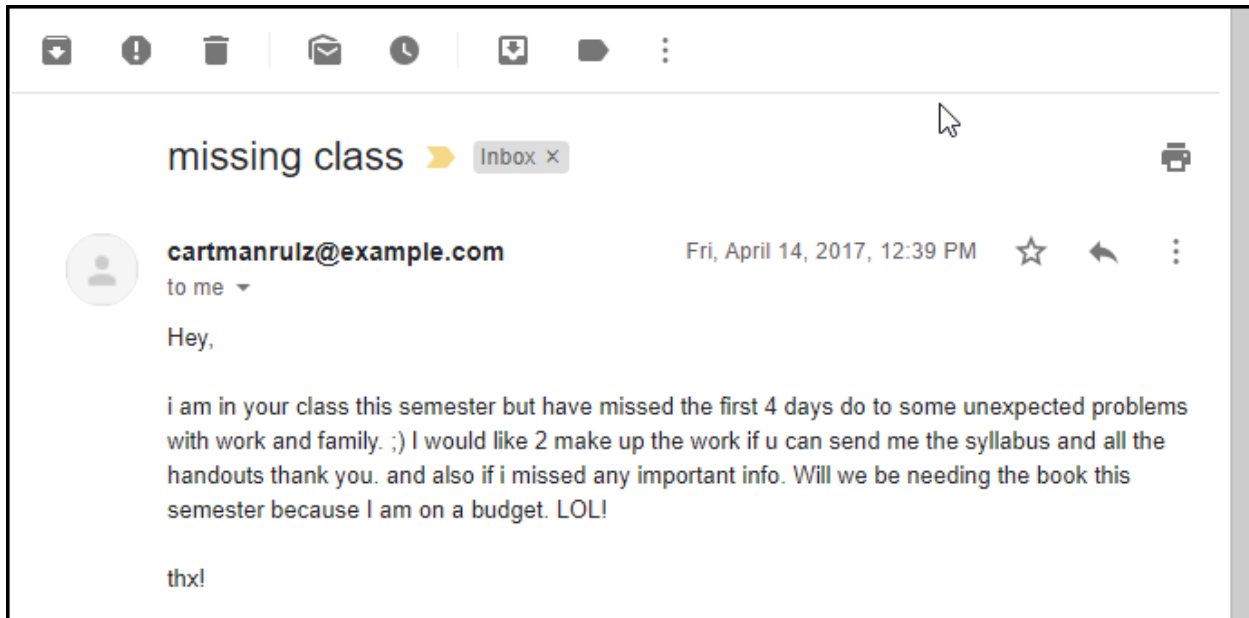 missing class Inbox ×
cartmanrulz@example.com Fri, April 14, 2017, 12:39 PM
to me
Hey,
i am in your class this semester but have missed the first 4 days do to some unexpected problems
with work and family. ;) I would like 2 make up the work if u can send me the syllabus and all the
handouts thank you. and also if i missed any important info. Will we be needing the book this
semester because I am on a budget. LOL!
thx!